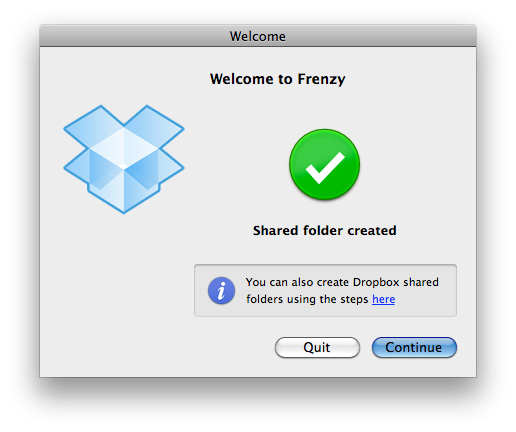 Welcome
Welcome to Frenzy
Shared folder created
You can also create Dropbox shared
folders using the steps here
Quit
Continue